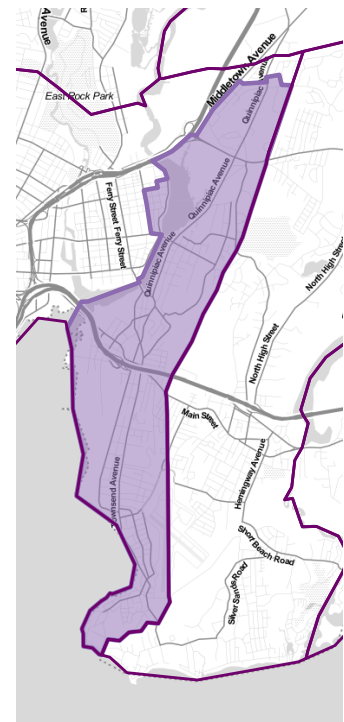 Avenue
Middletown Avenue
East Rock Park
Quinnipiac Avenue
Quinnipiac Avenue
Ferry Street
Ferry Street
Quinnipiac Avenue
North High Street
North High Street
Main Street
Townsend Avenue
Hemingway Avenue
Short Beach Road
Silver Sands Road